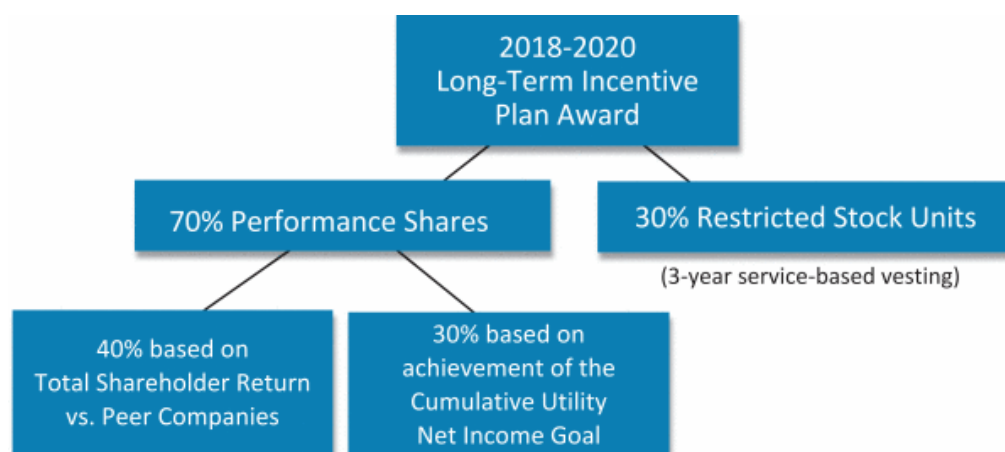 2018-2020
Long-Term Incentive
Plan Award
70% Performance Shares
30% Restricted Stock Units
(3-year service-based vesting)
40% based on
Total Shareholder Return
vs. Peer Companies
30% based on
achievement of the
Cumulative Utility
Net Income Goal